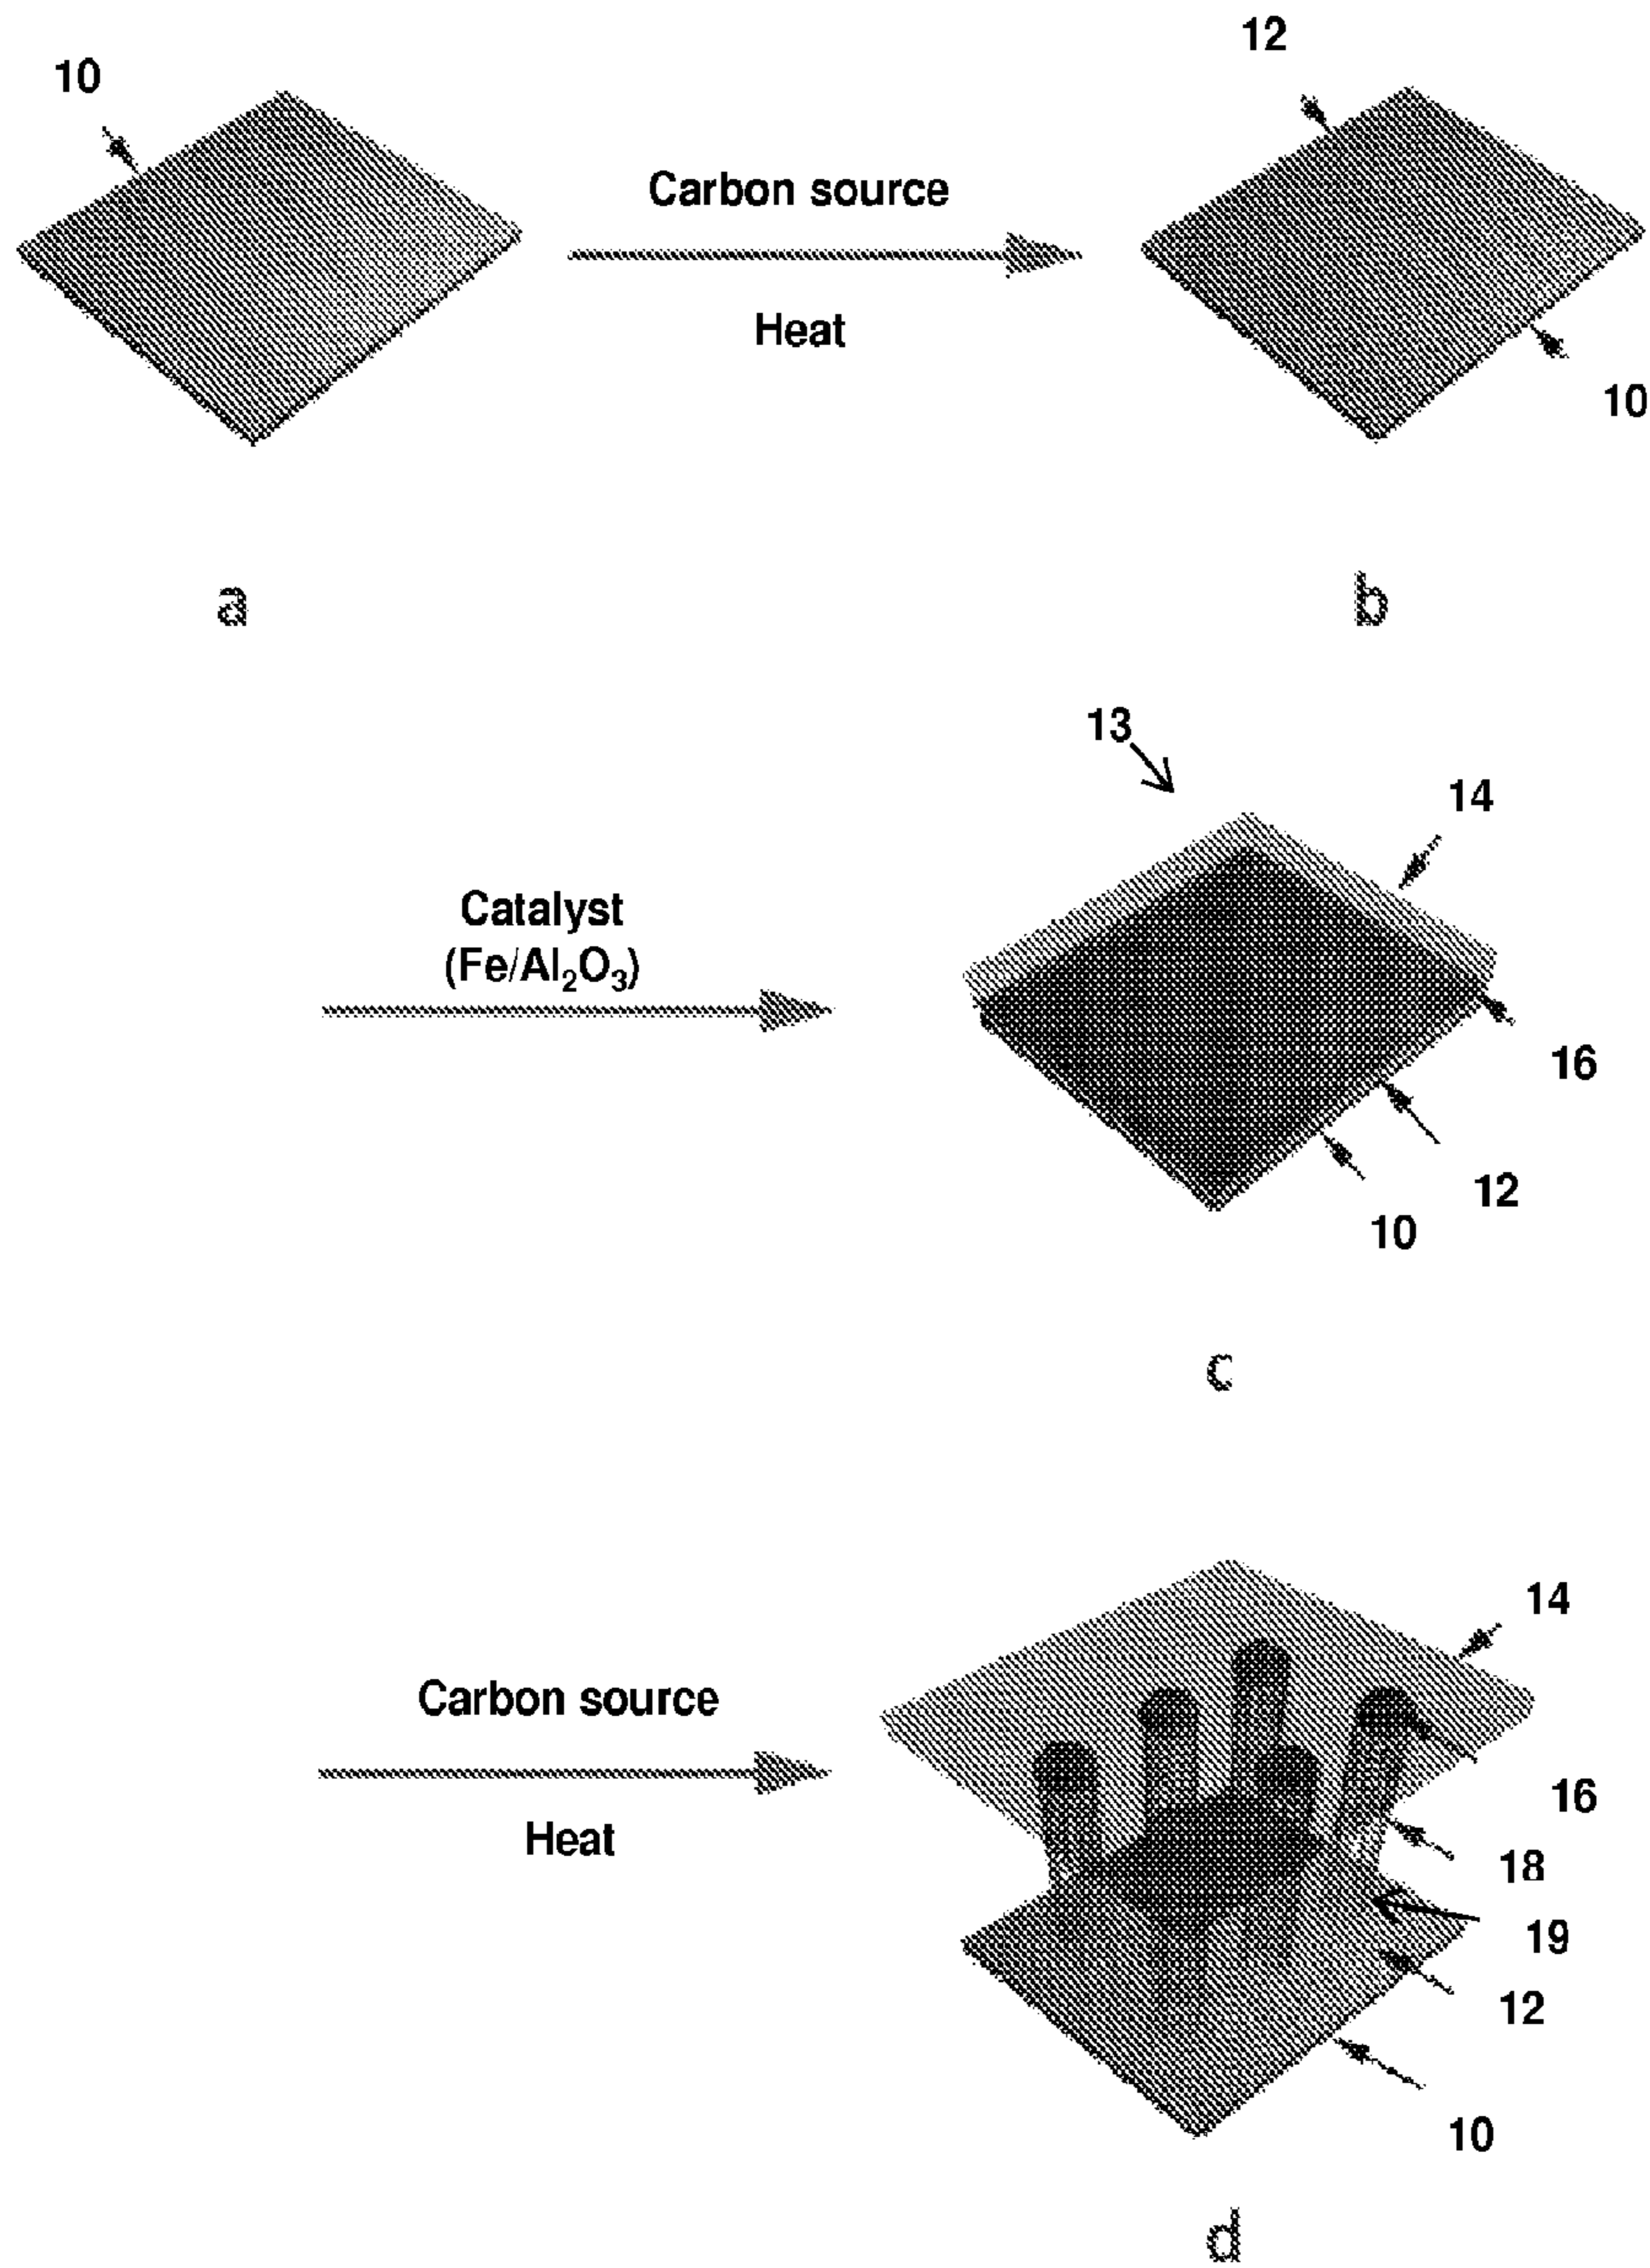 12
10
Carbon source
Heat
10
a
b
13
14
Catalyst
(Fe/Al₂O₃)
16
12
10
c
14
Carbon source
16
Heat
18
19
12
10
d